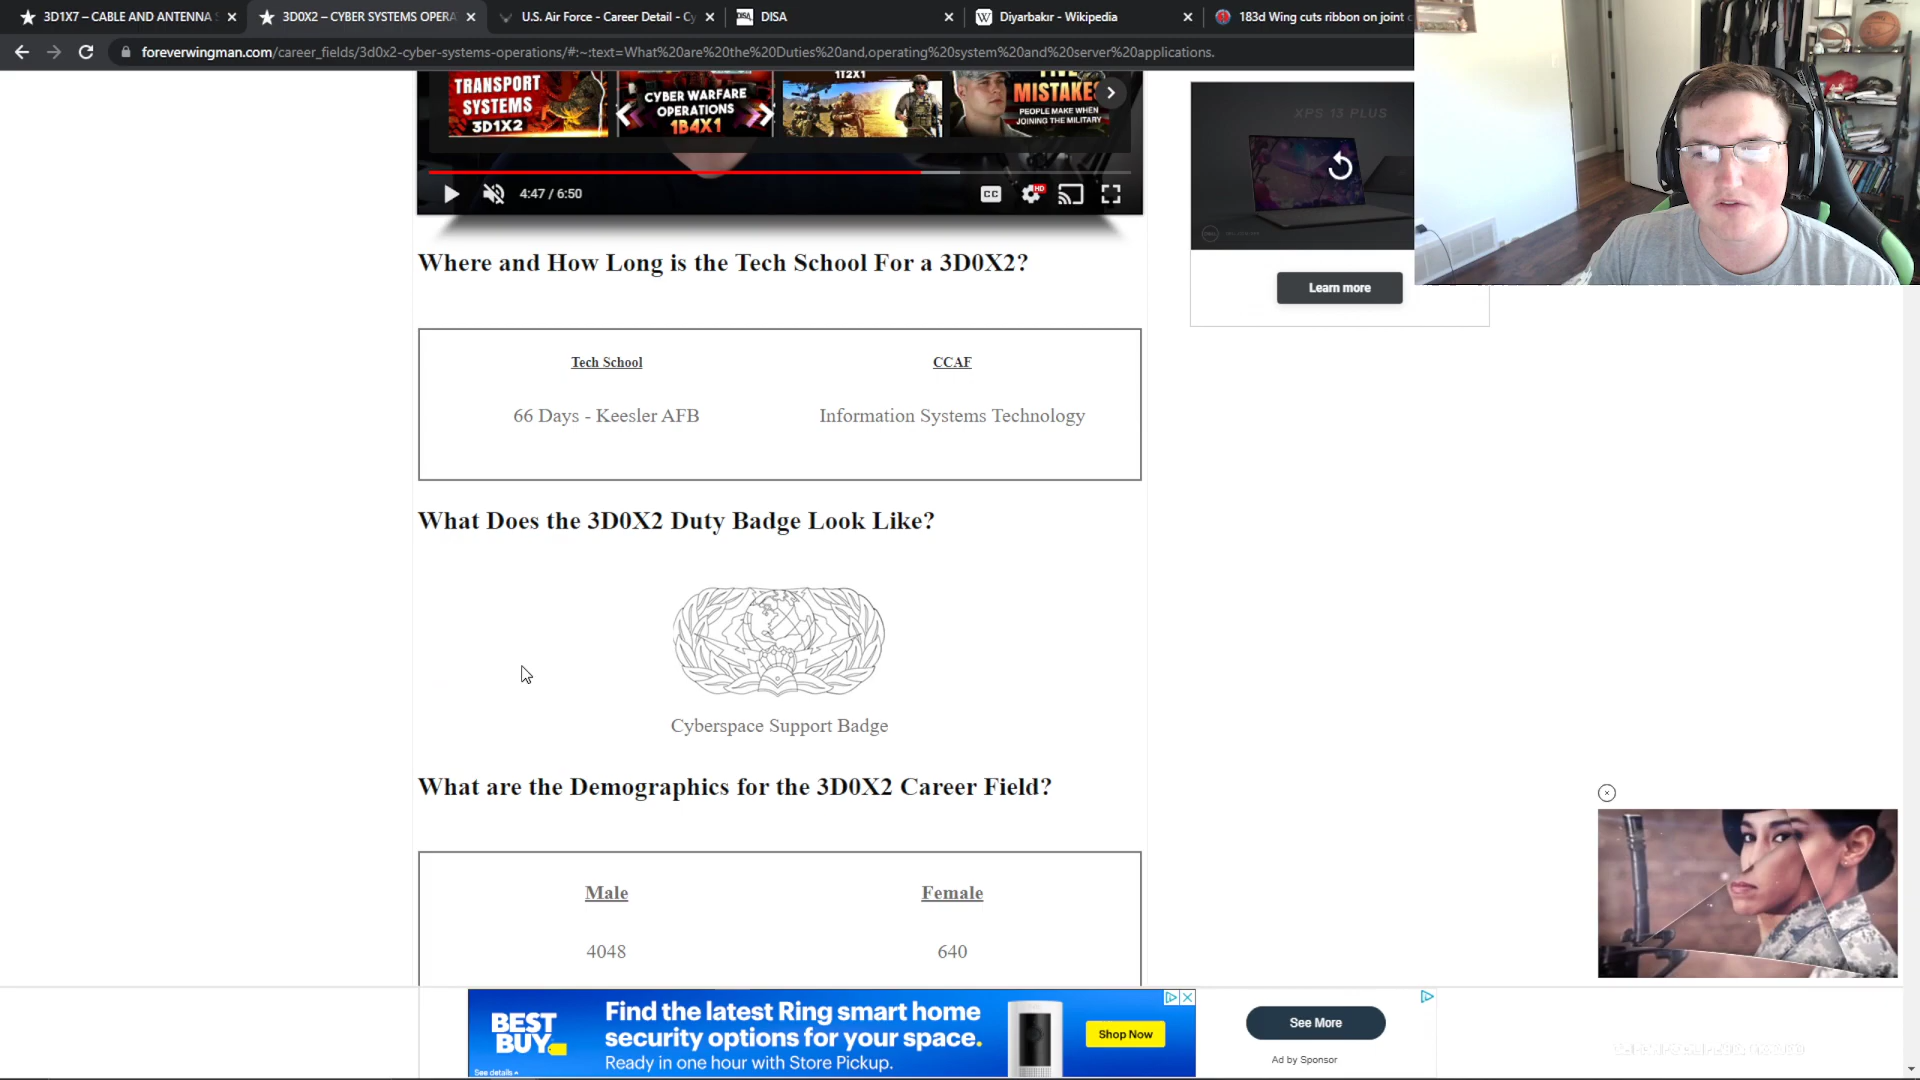 3D1X7 – CABLE AND ANTENNA S
3D0X2 – CYBER SYSTEMS OPERA
U.S. Air Force - Career Detail - Cy
DISA
DISA
Diyarbakır - Wikipedia
183d Wing cuts ribbon on joint c
foreverwingman.com/career_fields/3d0x2-cyber-systems-operations/#:~:text=What%20are%20the%20Duties%20and,operating%20system%20and%20server%20applications.
TRANSPORT
SYSTEMS
3D1X2
CYBER WARFARE
OPERATIONS
1B4X1
1T2X1
FIVE
MISTAKES
PEOPLE MAKE WHEN
JOINING THE MILITARY
4:47 / 6:50
CC
HD
XPS 13 PLUS
Learn more
Where and How Long is the Tech School For a 3D0X2?
Tech School
CCAF
66 Days - Keesler AFB
Information Systems Technology
What Does the 3D0X2 Duty Badge Look Like?
Cyberspace Support Badge
What are the Demographics for the 3D0X2 Career Field?
Male
Female
4048
640
BEST
BUY
Find the latest Ring smart home
security options for your space.
Ready in one hour with Store Pickup.
See details
Shop Now
See More
Ad by Sponsor